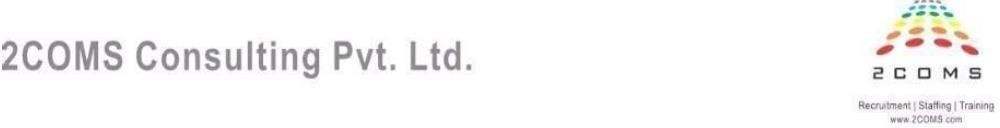 2COMS Consulting Pvt. Ltd.
2COMS
Recruitment | Staffing | Training
www.2COMS.com